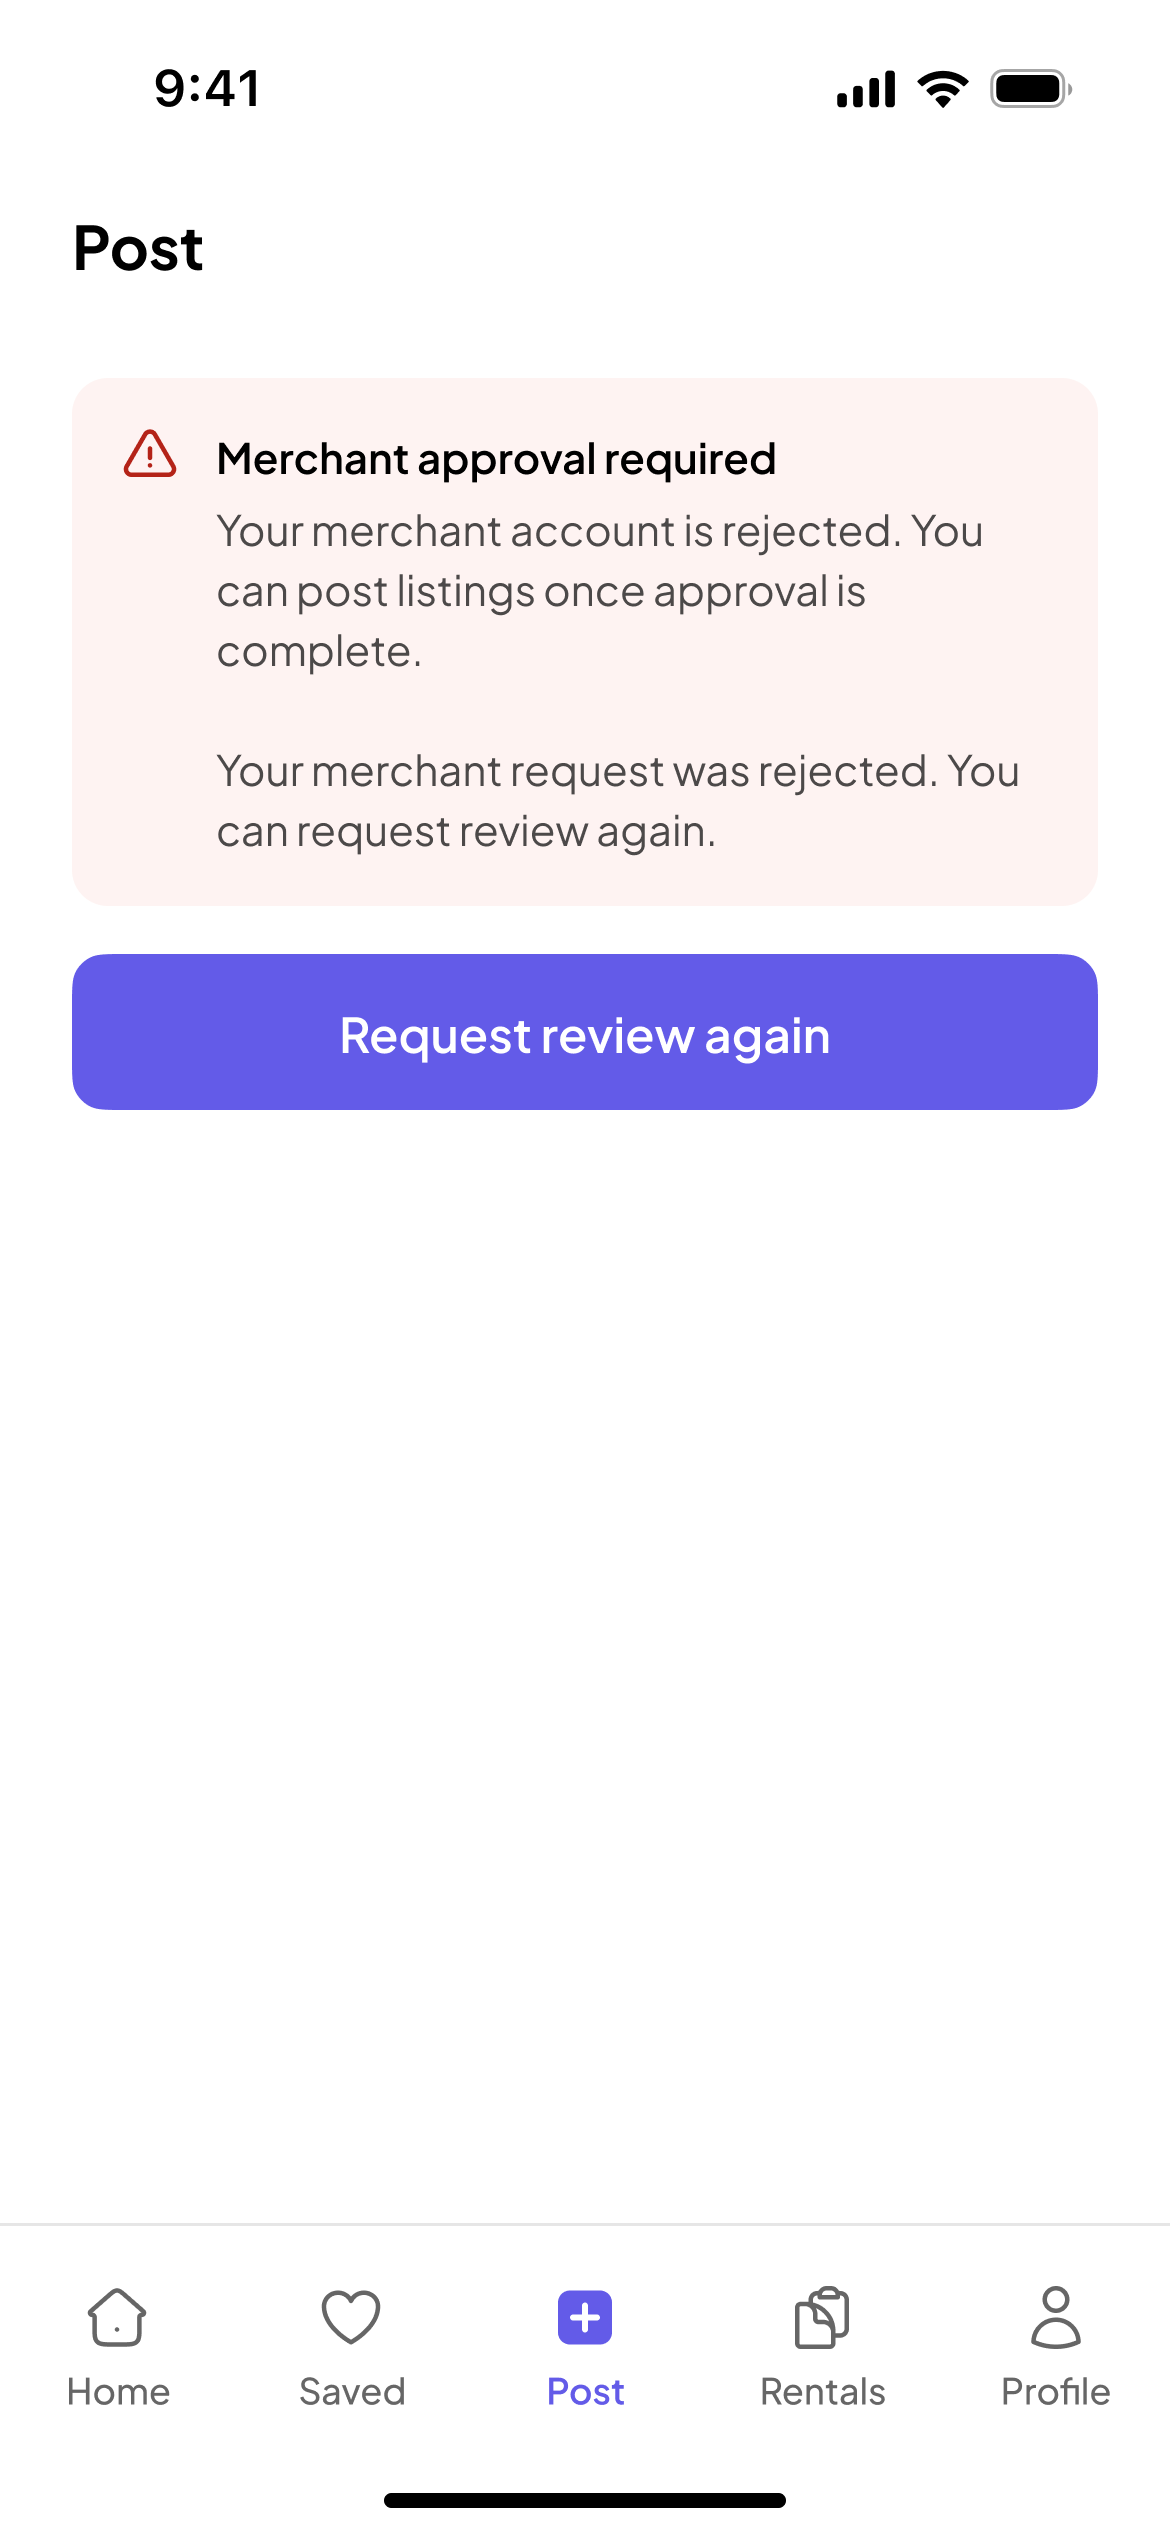 9:41
Post
Merchant approval required
Your merchant account is rejected. You
can post listings once approval is
complete.
Your merchant request was rejected. You
can request review again.
Request review again
Home
Saved
Post
Rentals
Profile